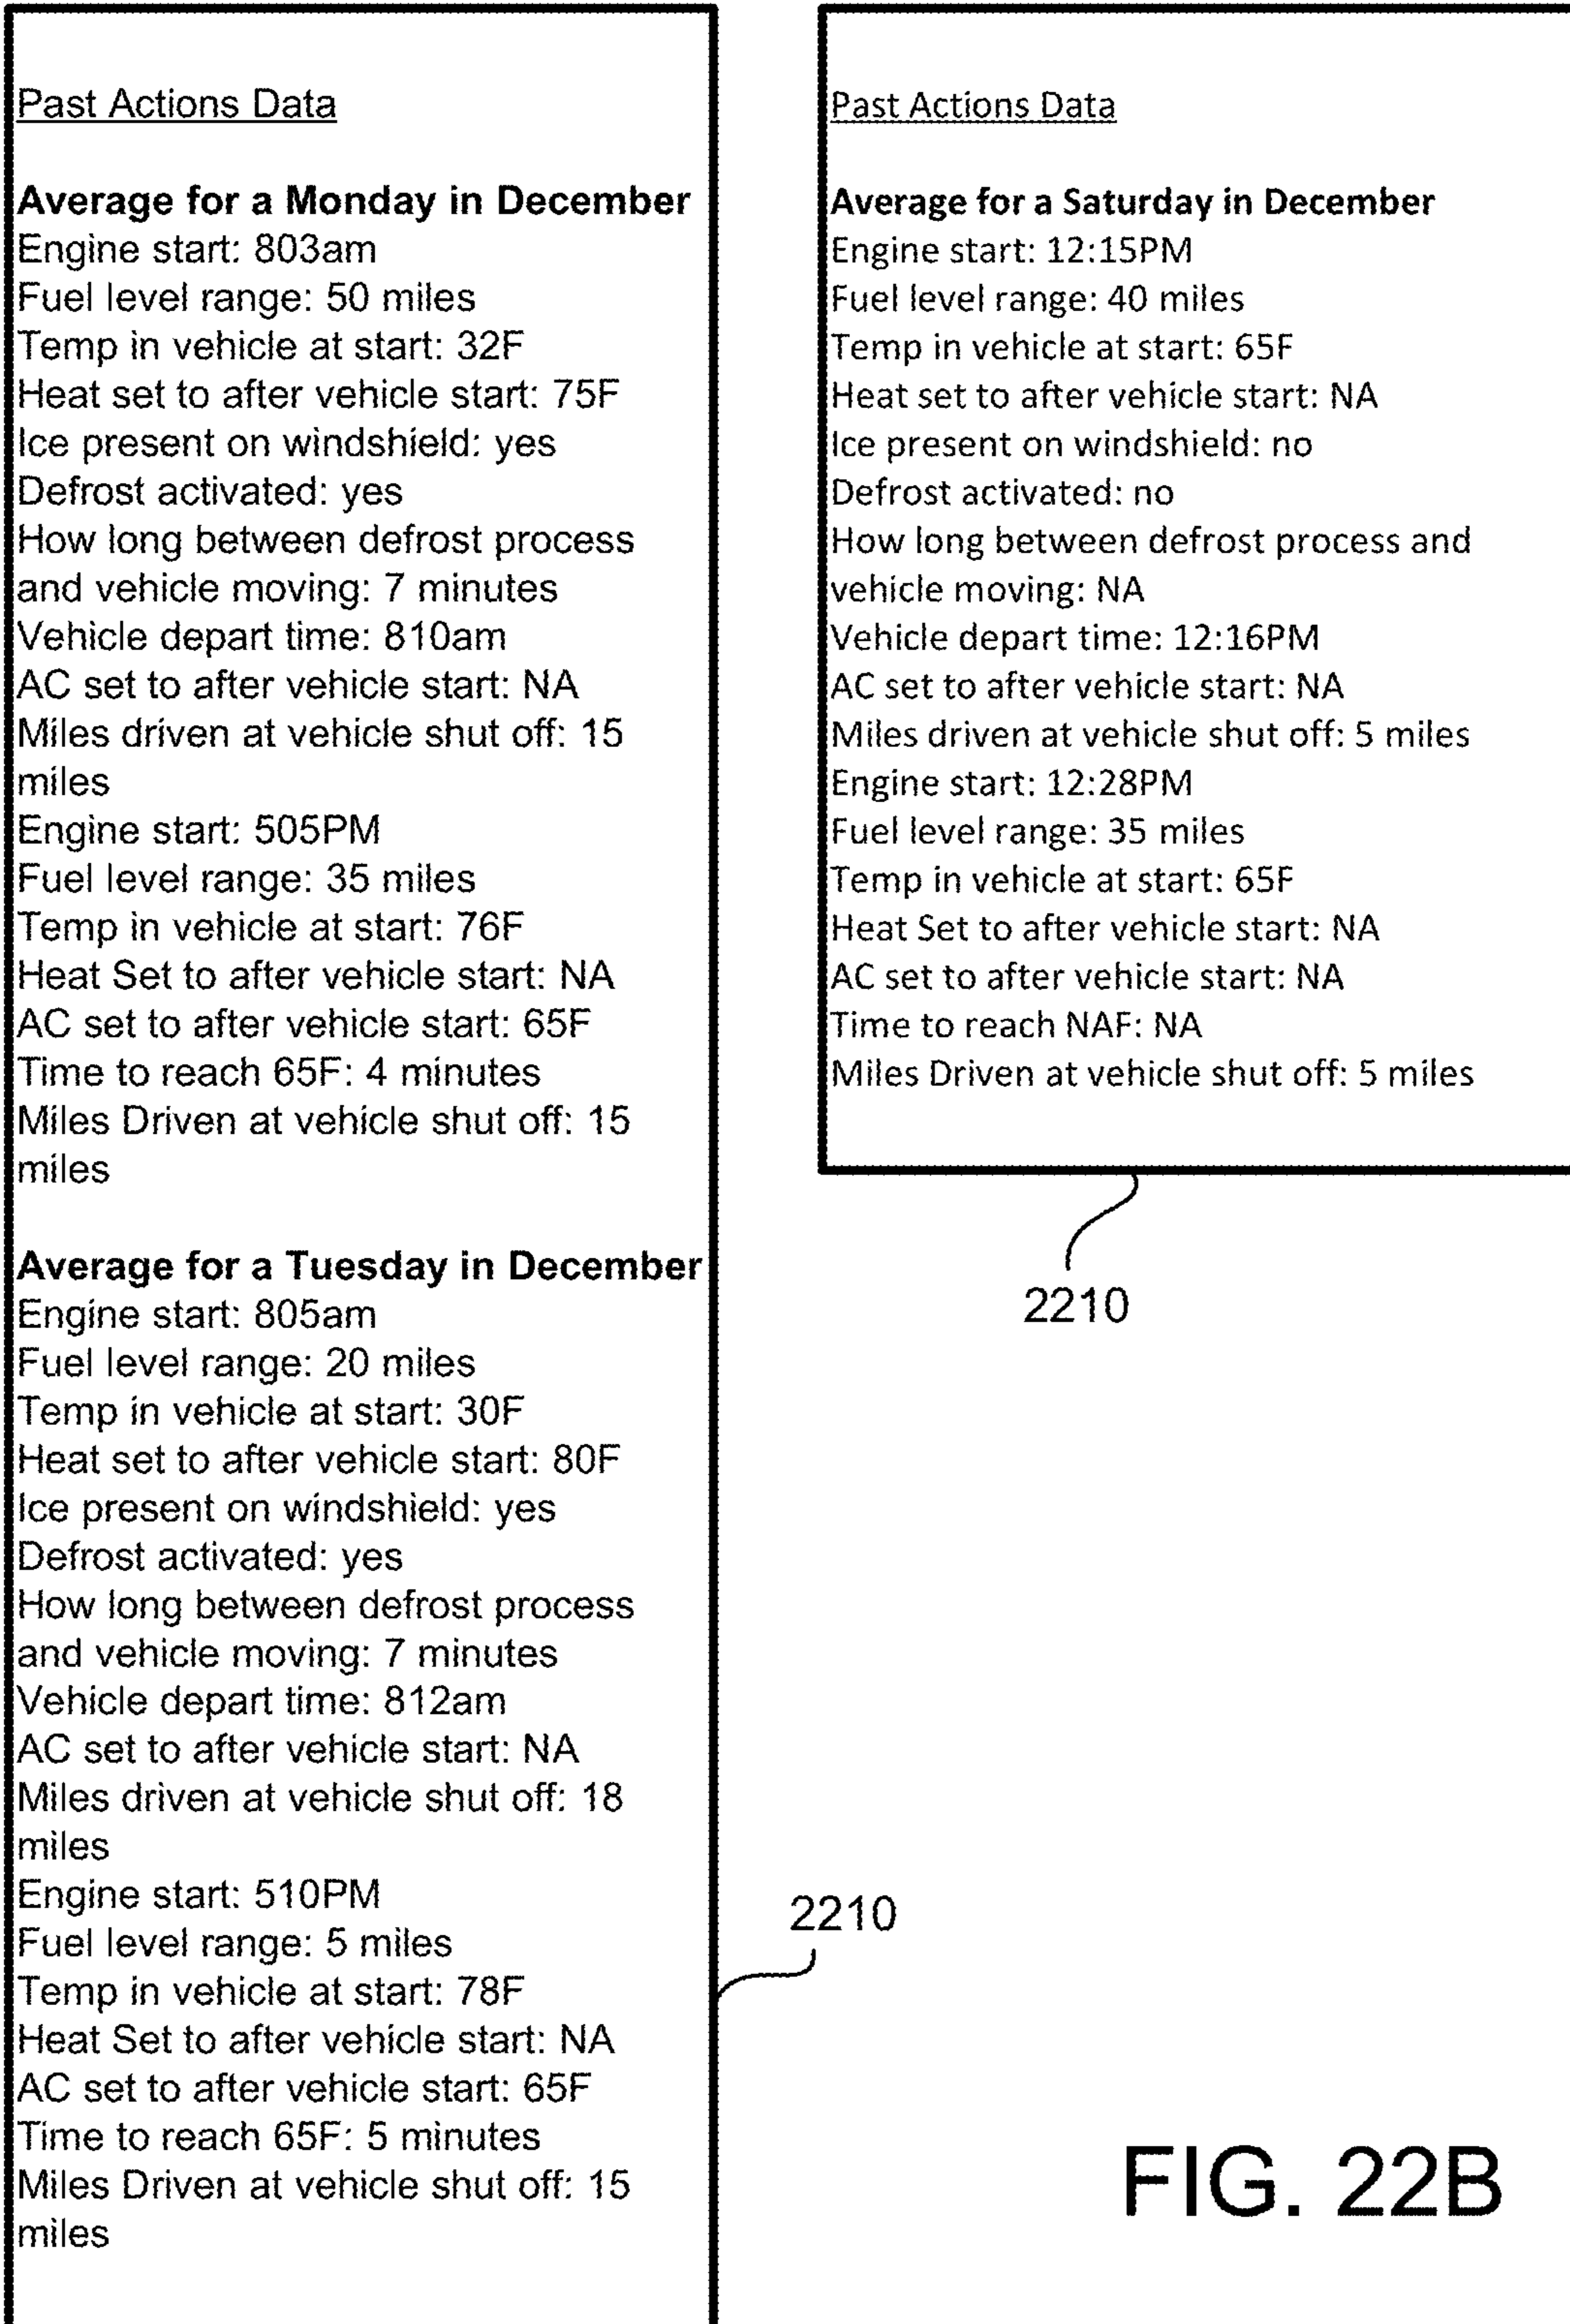 Past Actions Data
Average for a Monday in December
Engine start: 803am
Fuel level range: 50 miles
Temp in vehicle at start: 32F
Heat set to after vehicle start: 75F
Ice present on windshield: yes
Defrost activated: yes
How long between defrost process
and vehicle moving: 7 minutes
Vehicle depart time: 810am
AC set to after vehicle start: NA
Miles driven at vehicle shut off: 15
miles
Engine start: 505PM
Fuel level range: 35 miles
Temp in vehicle at start: 76F
Heat Set to after vehicle start: NA
AC set to after vehicle start: 65F
Time to reach 65F: 4 minutes
Miles Driven at vehicle shut off: 15
miles
Average for a Tuesday in December
Engine start: 805am
Fuel level range: 20 miles
Temp in vehicle at start: 30F
Heat set to after vehicle start: 80F
Ice present on windshield: yes
Defrost activated: yes
How long between defrost process
and vehicle moving: 7 minutes
Vehicle depart time: 812am
AC set to after vehicle start: NA
Miles driven at vehicle shut off: 18
miles
Engine start: 510PM
Fuel level range: 5 miles
Temp in vehicle at start: 78F
Heat Set to after vehicle start: NA
AC set to after vehicle start: 65F
Time to reach 65F: 5 minutes
Miles Driven at vehicle shut off: 15
miles
2210
Past Actions Data
Average for a Saturday in December
Engine start: 12:15PM
Fuel level range: 40 miles
Temp in vehicle at start: 65F
Heat set to after vehicle start: NA
Ice present on windshield: no
Defrost activated: no
How long between defrost process and
vehicle moving: NA
Vehicle depart time: 12:16PM
AC set to after vehicle start: NA
Miles driven at vehicle shut off: 5 miles
Engine start: 12:28PM
Fuel level range: 35 miles
Temp in vehicle at start: 65F
Heat Set to after vehicle start: NA
AC set to after vehicle start: NA
Time to reach NAF: NA
Miles Driven at vehicle shut off: 5 miles
2210
FIG. 22B